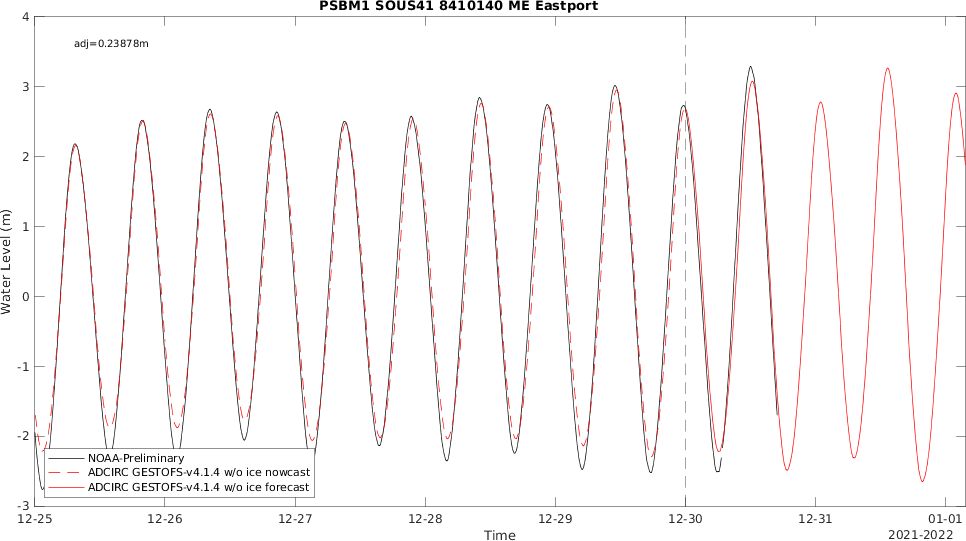 PSBM1 SOUS41 8410140 ME Eastport
adj=0.23878m
Water Level (m)
4
3
2
1
0
-1
-2
-3
NOAA-Preliminary
ADCIRC GESTOFS-v4.1.4 w/o ice nowcast
ADCIRC GESTOFS-v4.1.4 w/o ice forecast
12-25 12-26 12-27 12-28 12-29 12-30 12-31 01-01
Time
2021-2022